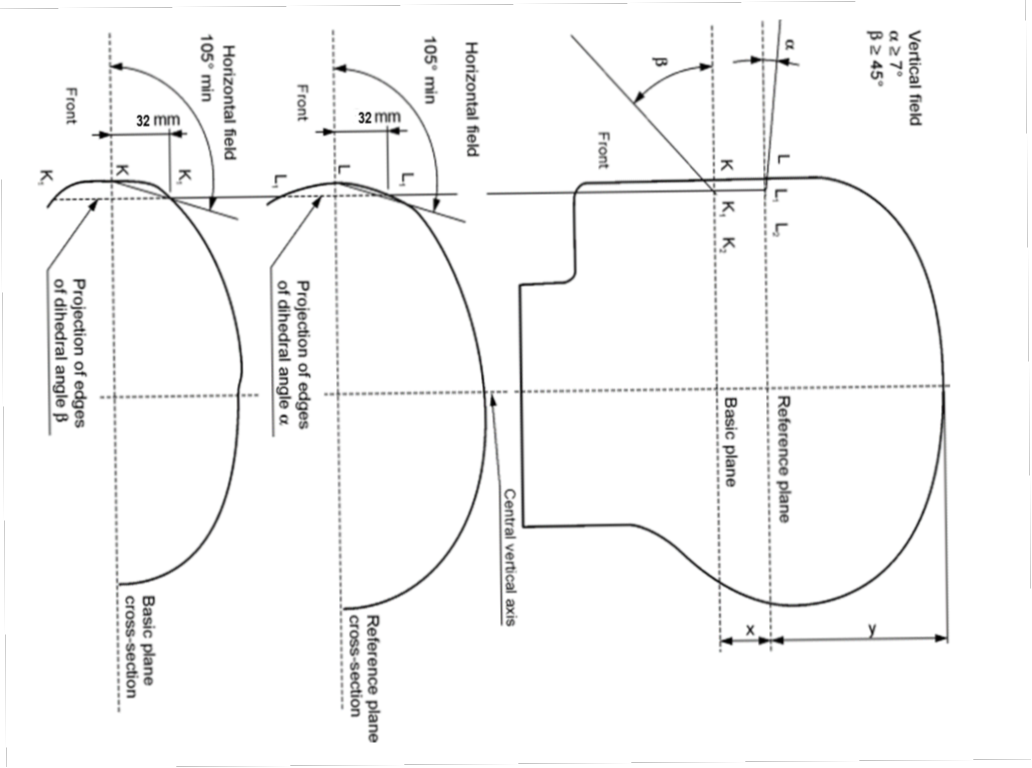 Vertical field
α ≥ 7°
β ≥ 45°
α
β
L
L₁
L₂
K
K₁
K₂
Front
Reference plane
Basic plane
x
y
Central vertical axis
Horizontal field
105° min
Front
32 mm
L₁
L
L₁
Projection of edges
of dihedral angle α
Reference plane
cross-section
Horizontal field
105° min
Front
32 mm
K₁
K
K₁
Projection of edges
of dihedral angle β
Basic plane
cross-section